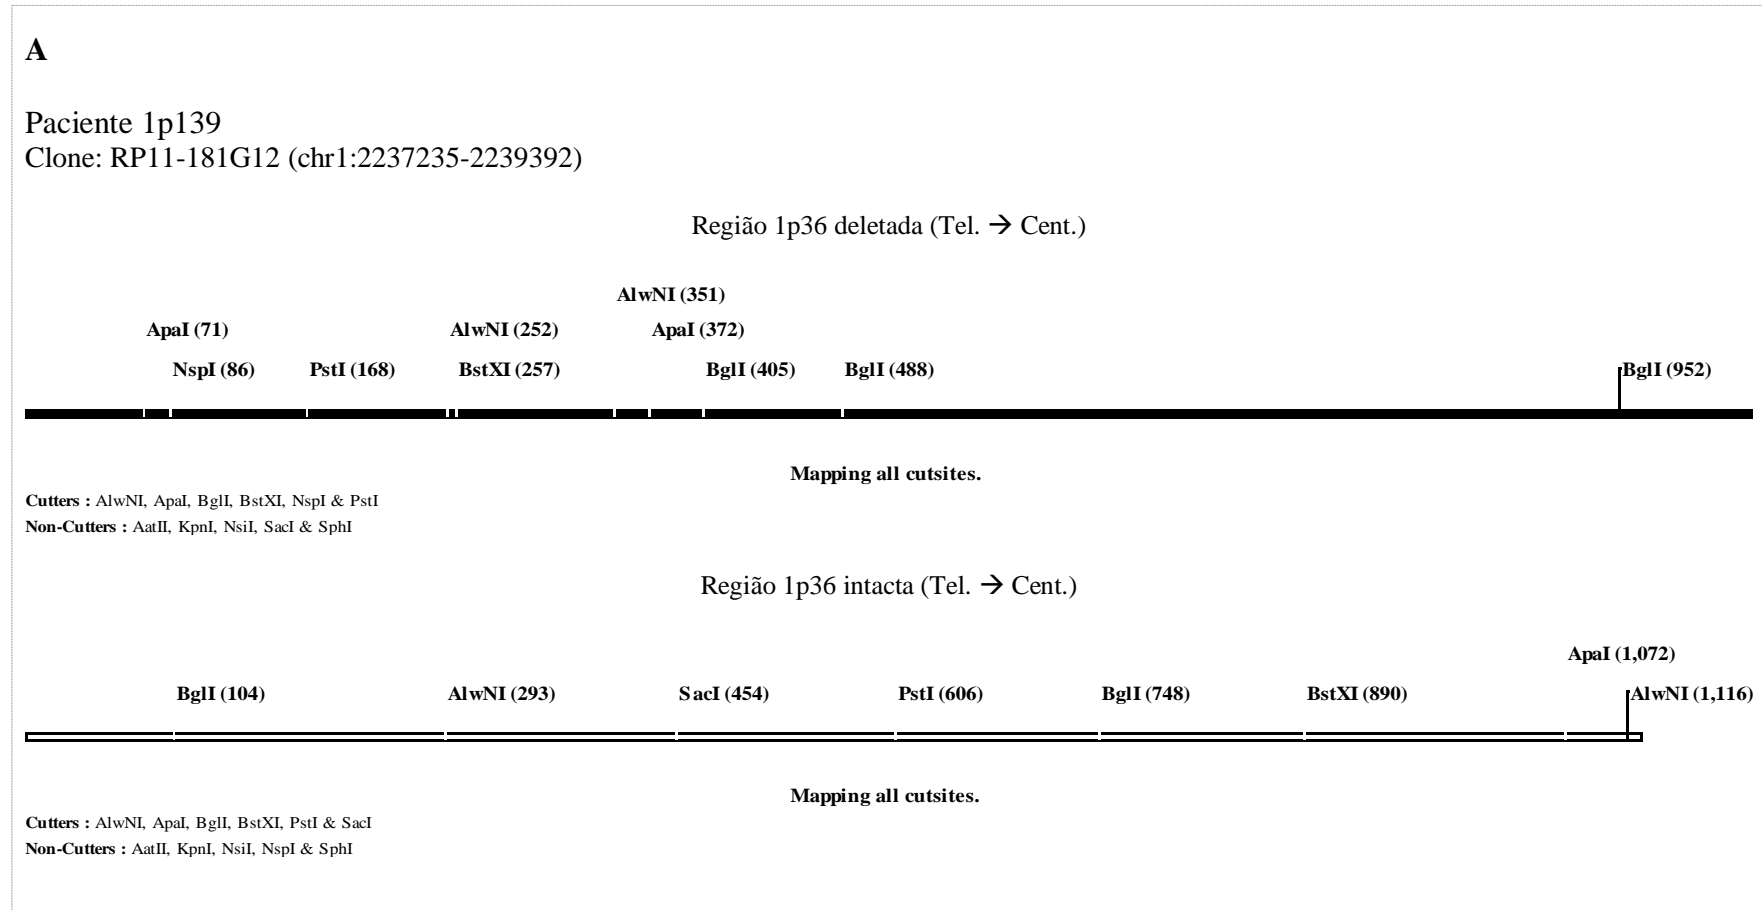 A
Paciente 1p139
Clone: RP11-181G12 (chr1:2237235-2239392)
Região 1p36 deletada (Tel. → Cent.)
AlwNI (351)
ApaI (71) AlwNI (252) ApaI (372)
NspI (86) PstI (168) BstXI (257) BglI (405) BglI (488) BglI (952)
Mapping all cutsites.
Cutters : AlwNI, ApaI, BglI, BstXI, NspI & PstI
Non-Cutters : AatII, KpnI, NsiI, SacI & SphI
Região 1p36 intacta (Tel. → Cent.)
ApaI (1,072)
BglI (104) AlwNI (293) SacI (454) PstI (606) BglI (748) BstXI (890) AlwNI (1,116)
Mapping all cutsites.
Cutters : AlwNI, ApaI, BglI, BstXI, PstI & SacI
Non-Cutters : AatII, KpnI, NsiI, NspI & SphI